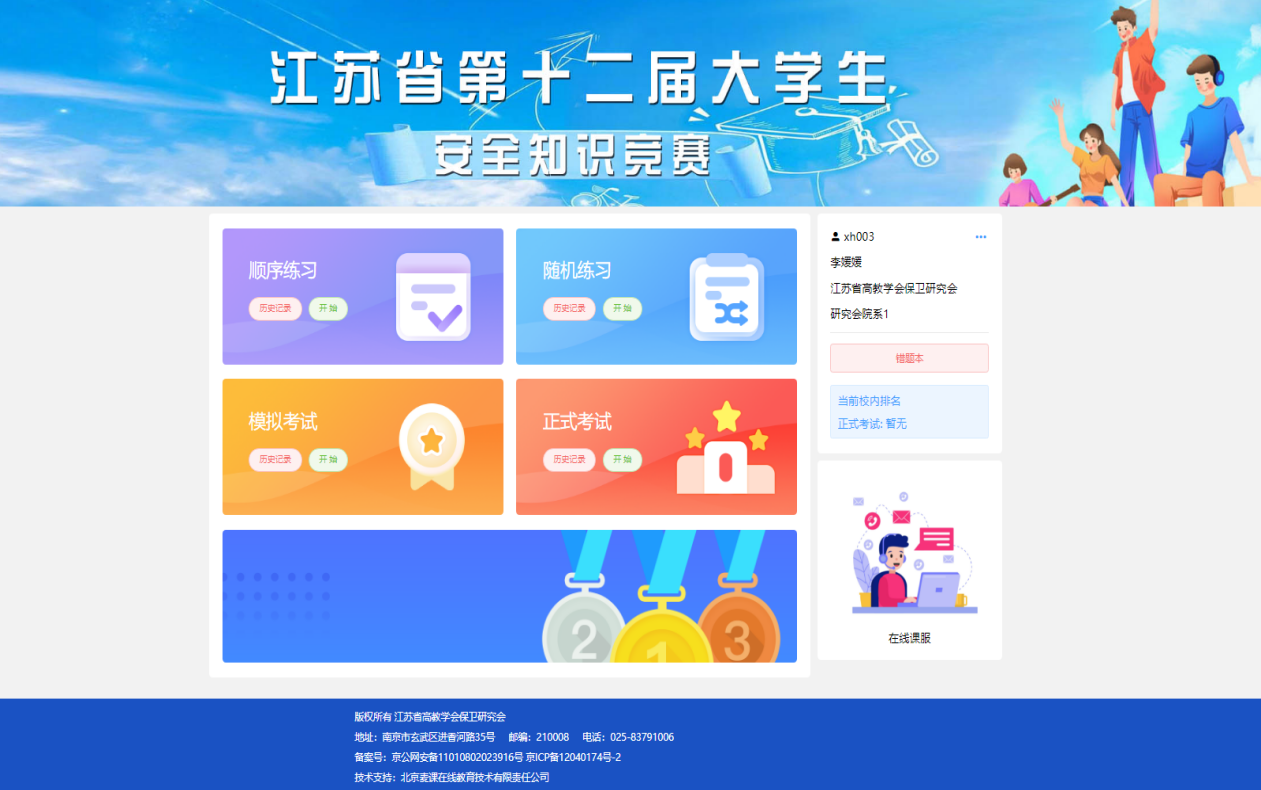 江苏省第十二届大学生
安全知识竞赛
顺序练习
历史记录 开始
随机练习
历史记录 开始
模拟考试
历史记录 开始
正式考试
历史记录 开始
2 1 3
xh003
李媛媛
江苏省高教学会保卫研究会
研究会院系1
错题本
当前校内排名
正式考试: 暂无
在线课服
版权所有 江苏省高教学会保卫研究会
地址：南京市玄武区进香河路35号 邮编：210008 电话：025-83791006
备案号：京公网安备11010802023916号 京ICP备12040174号-2
技术支持：北京麦课在线教育技术有限责任公司